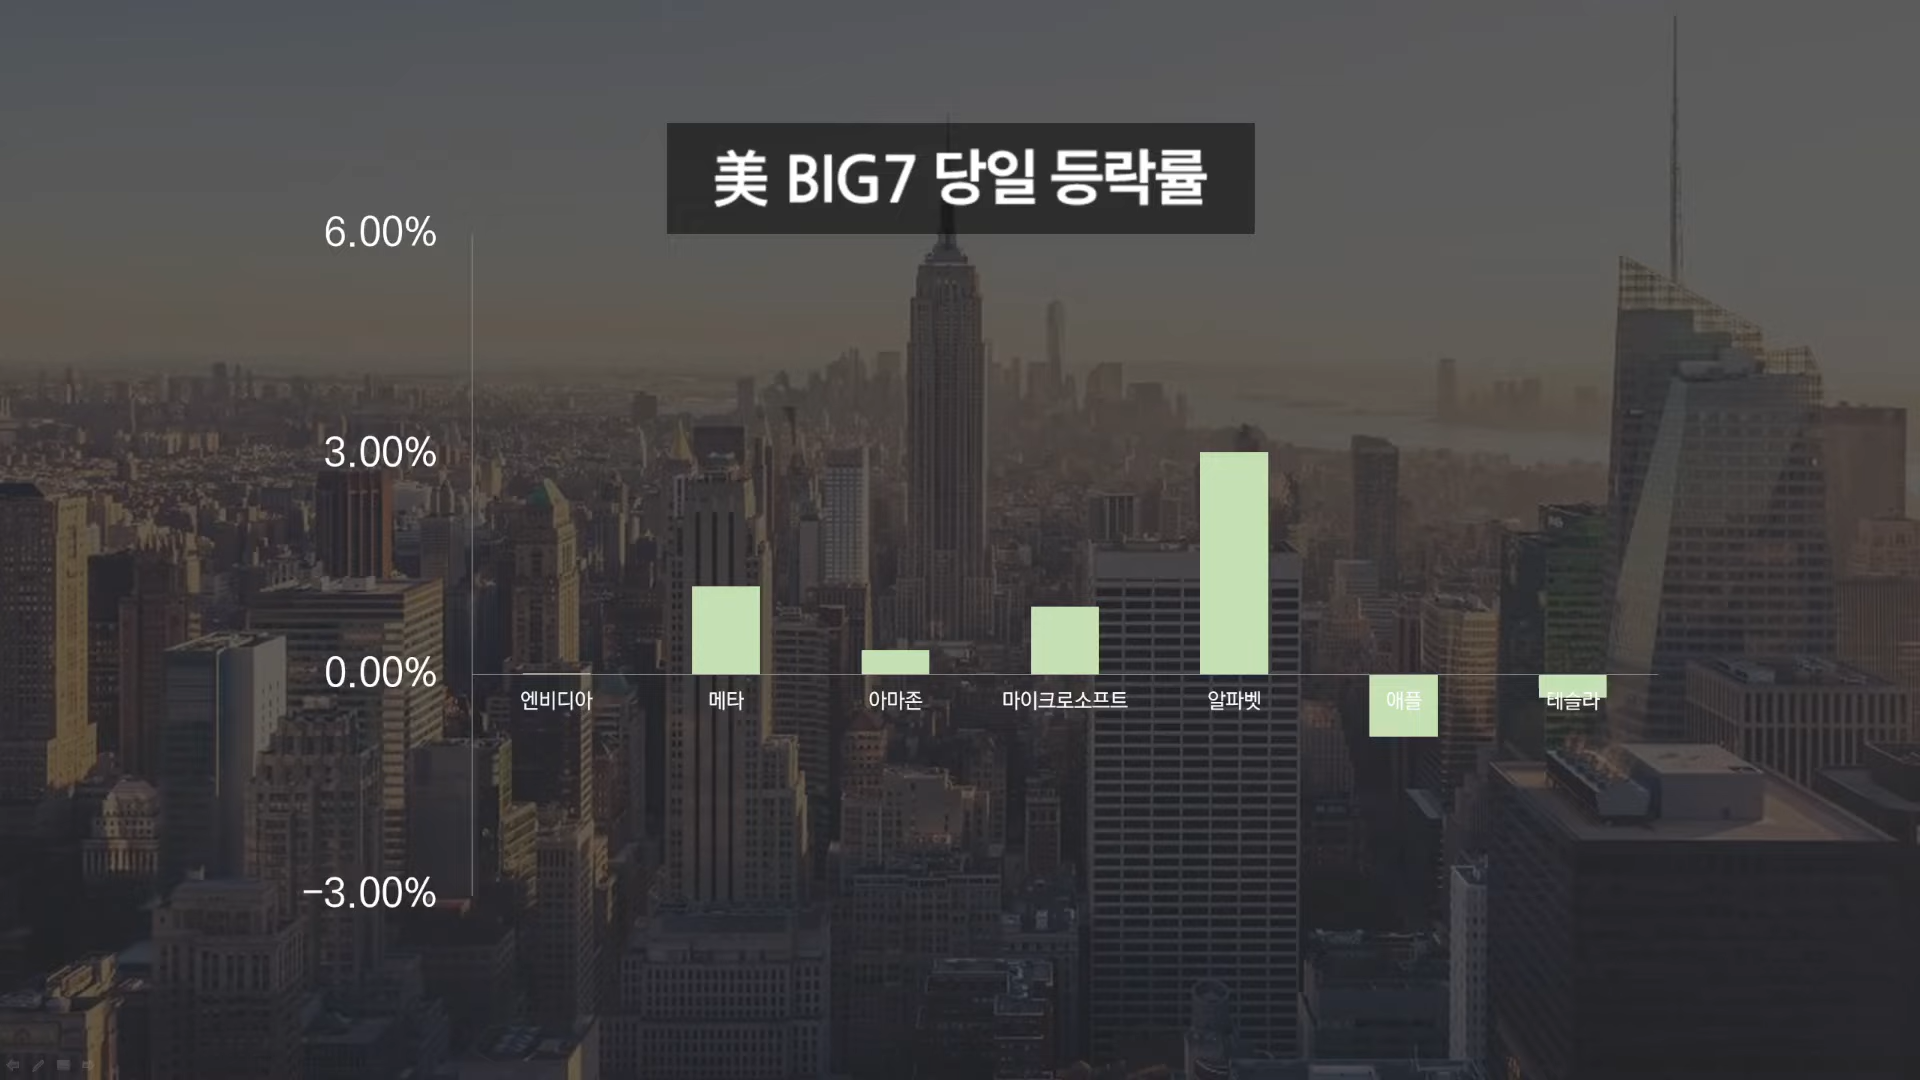 美 BIG7 당일 등락률
6.00%
3.00%
0.00%
-3.00%
엔비디아
메타
아마존
마이크로소프트
알파벳
애플
테슬라